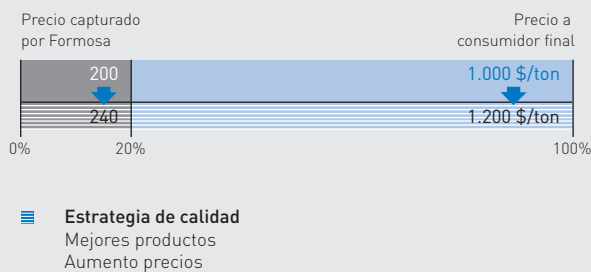 Precio capturado
por Formosa
Precio a
consumidor final
200
1.000 $/ton
240
1.200 $/ton
0%
20%
100%
Estrategia de calidad
Mejores productos
Aumento precios